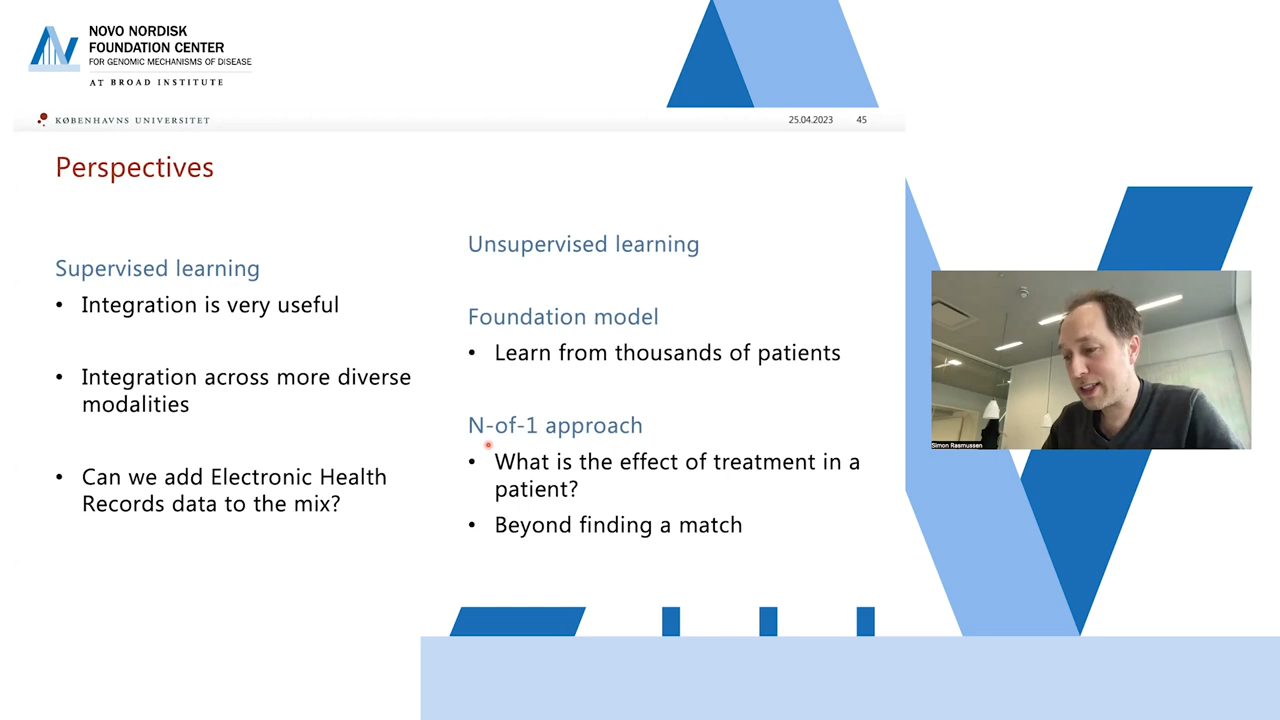 NOVO NORDISK
FOUNDATION CENTER
FOR GENOMIC MECHANISMS OF DISEASE
AT BROAD INSTITUTE
KØBENHAVNS UNIVERSITET
25.04.2023 45
Perspectives
Supervised learning
• Integration is very useful
• Integration across more diverse
modalities
• Can we add Electronic Health
Records data to the mix?
Unsupervised learning
Foundation model
• Learn from thousands of patients
N-of-1 approach
• What is the effect of treatment in a
patient?
• Beyond finding a match
Simon Rasmussen